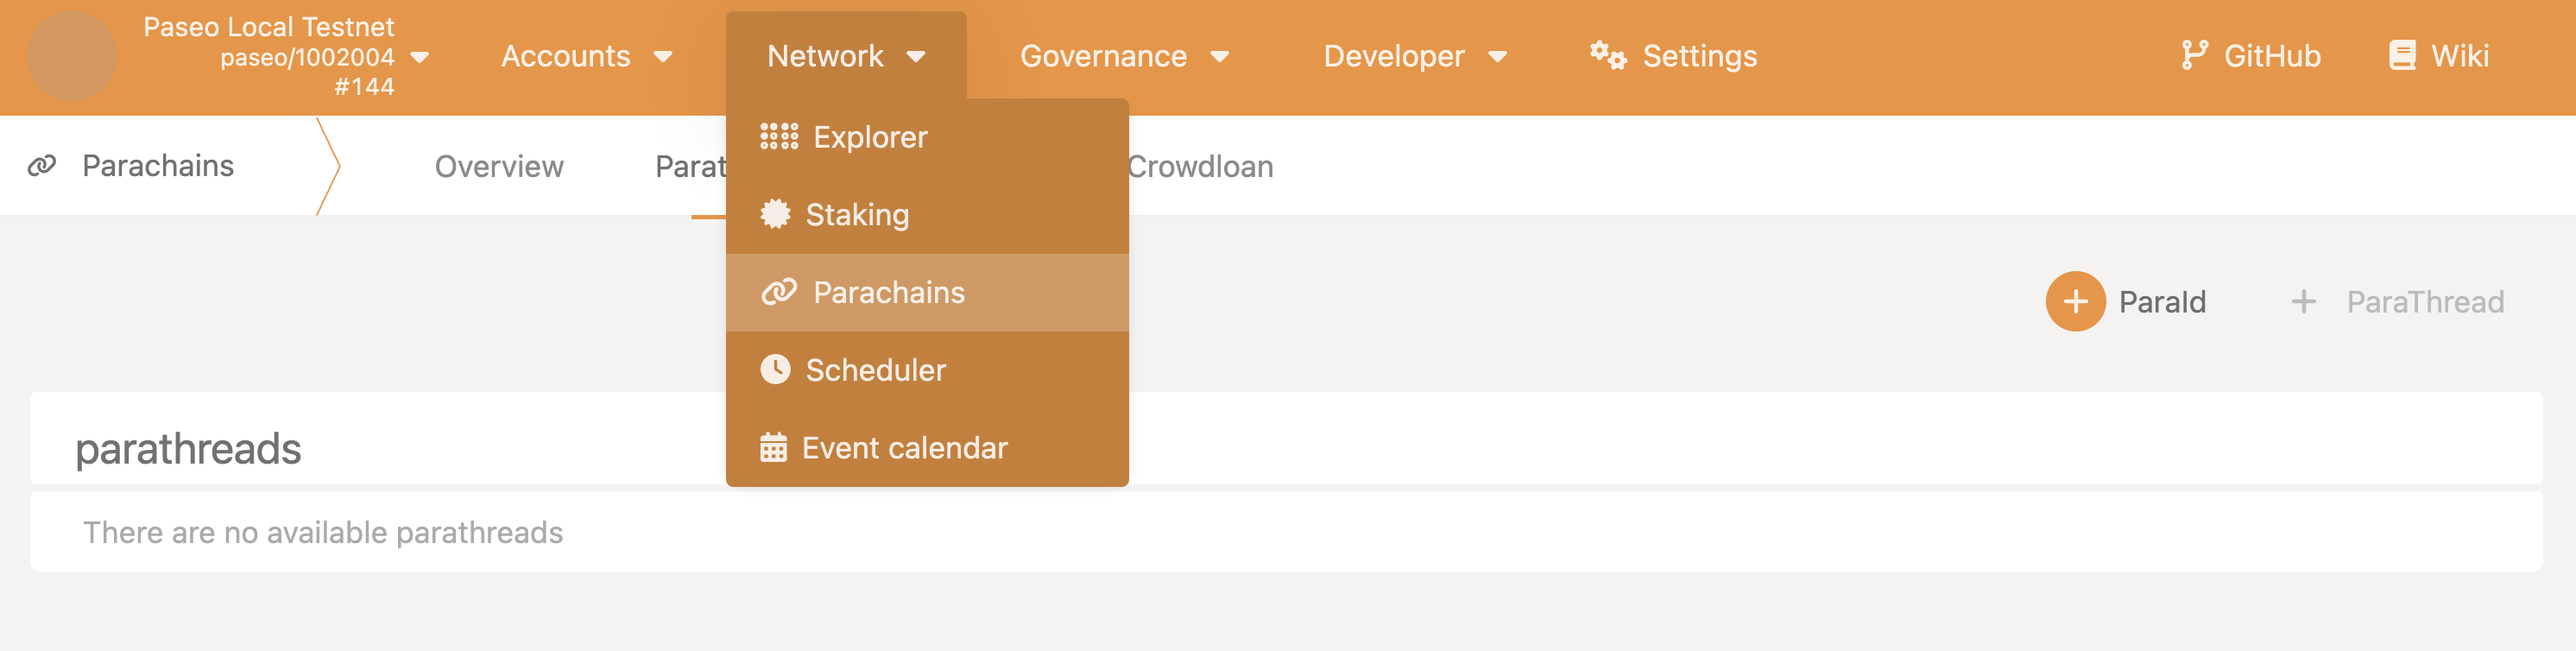 Paseo Local Testnet
paseo/1002004
#144
Accounts
Network
Governance
Developer
Settings
GitHub
Wiki
Parachains
Overview
Crowdloan
Explorer
Staking
Parachains
Scheduler
Event calendar
ParaId
ParaThread
parathreads
There are no available parathreads